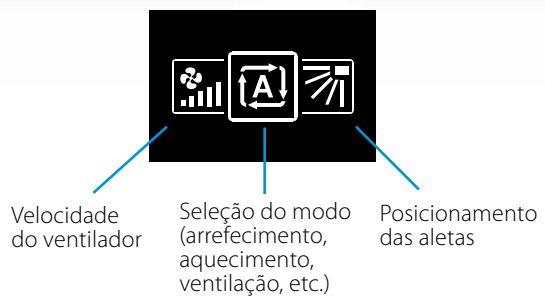 A
Velocidade
do ventilador
Seleção do modo
(arrefecimento,
aquecimento,
ventilação, etc.)
Posicionamento
das aletas